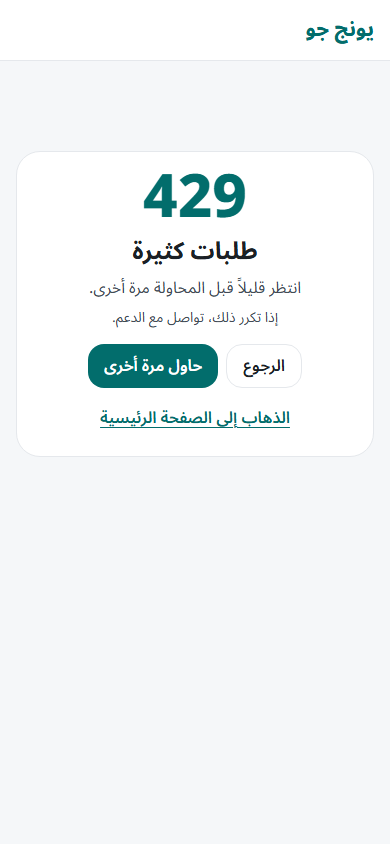 يونج جو
429
طلبات كثيرة
انتظر قليلاً قبل المحاولة مرة أخرى.
إذا تكرر ذلك، تواصل مع الدعم.
الرجوع
حاول مرة أخرى
الذهاب إلى الصفحة الرئيسية